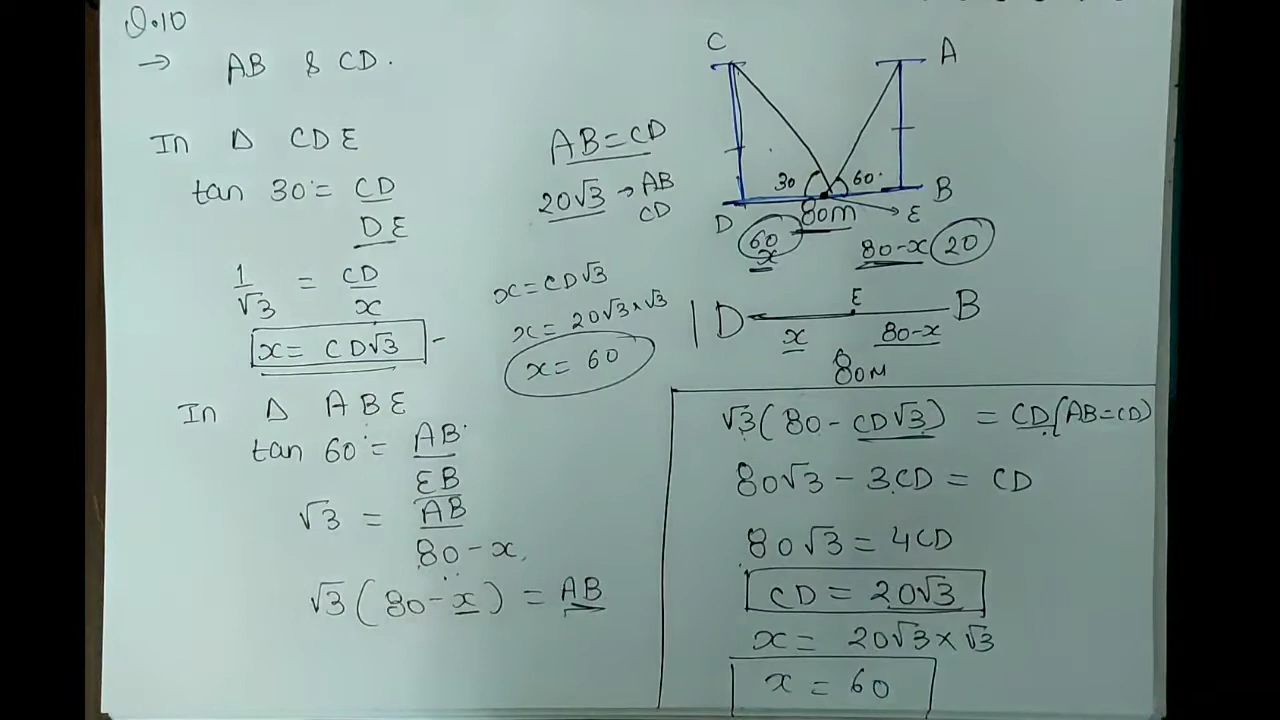 Q.10
→ AB & CD.
In Δ CDE
tan 30° = CD
DE
1 = CD
√3 x
x = CD√3
In Δ ABE
tan 60° = AB
EB
√3 = AB
80-x
√3(80-x) = AB
AB=CD
20√3 → AB
CD
x=CD√3
x=20√3×√3
x=60
C A
30 60°
D 80m E B
60 80-x 20
x
D E B
x 80-x
80m
√3(80-CD√3) = CD(AB=CD)
80√3-3CD = CD
80√3=4CD
CD = 20√3
x= 20√3×√3
x = 60